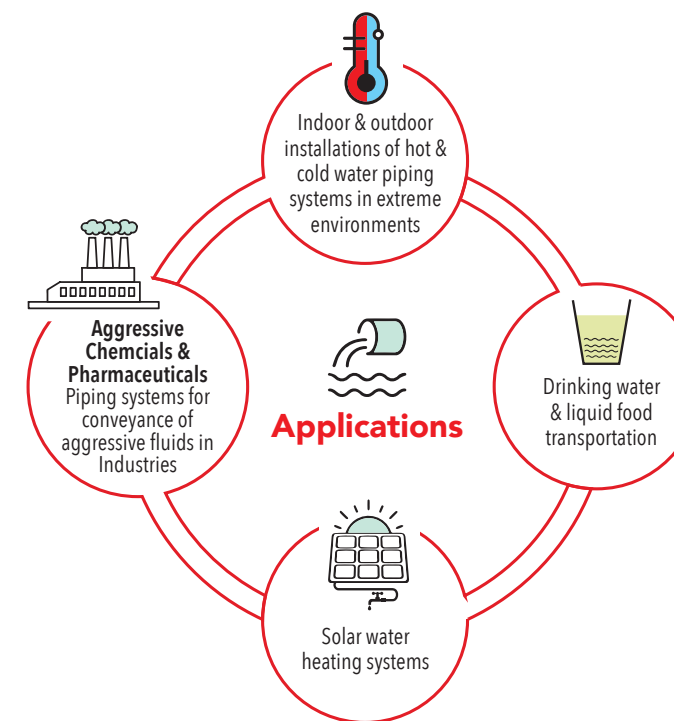 Indoor & outdoor
installations of hot &
cold water piping
systems in extreme
environments
Aggressive
Chemcials &
Pharmaceuticals
Piping systems for
conveyance of
aggressive fluids in
Industries
Applications
Drinking water
& liquid food
transportation
Solar water
heating systems